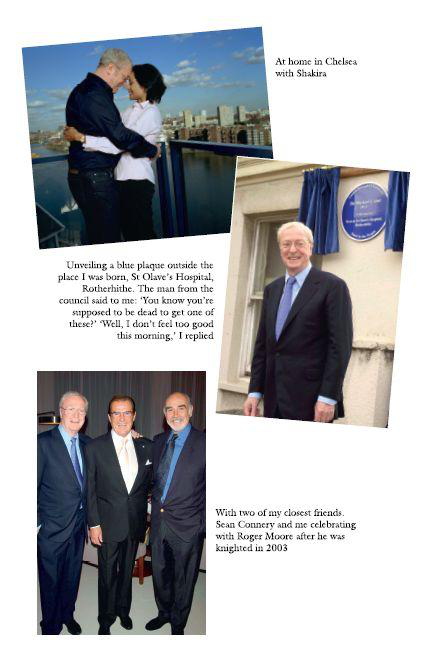 At home in Chelsea
with Shakira
Unveiling a blue plaque outside the
place I was born, St Olave's Hospital,
Rotherhithe. The man from the
council said to me: 'You know you're
supposed to be dead to get one of
these?' 'Well, I don't feel too good
this morning,' I replied
With two of my closest friends.
Sean Connery and me celebrating
with Roger Moore after he was
knighted in 2003